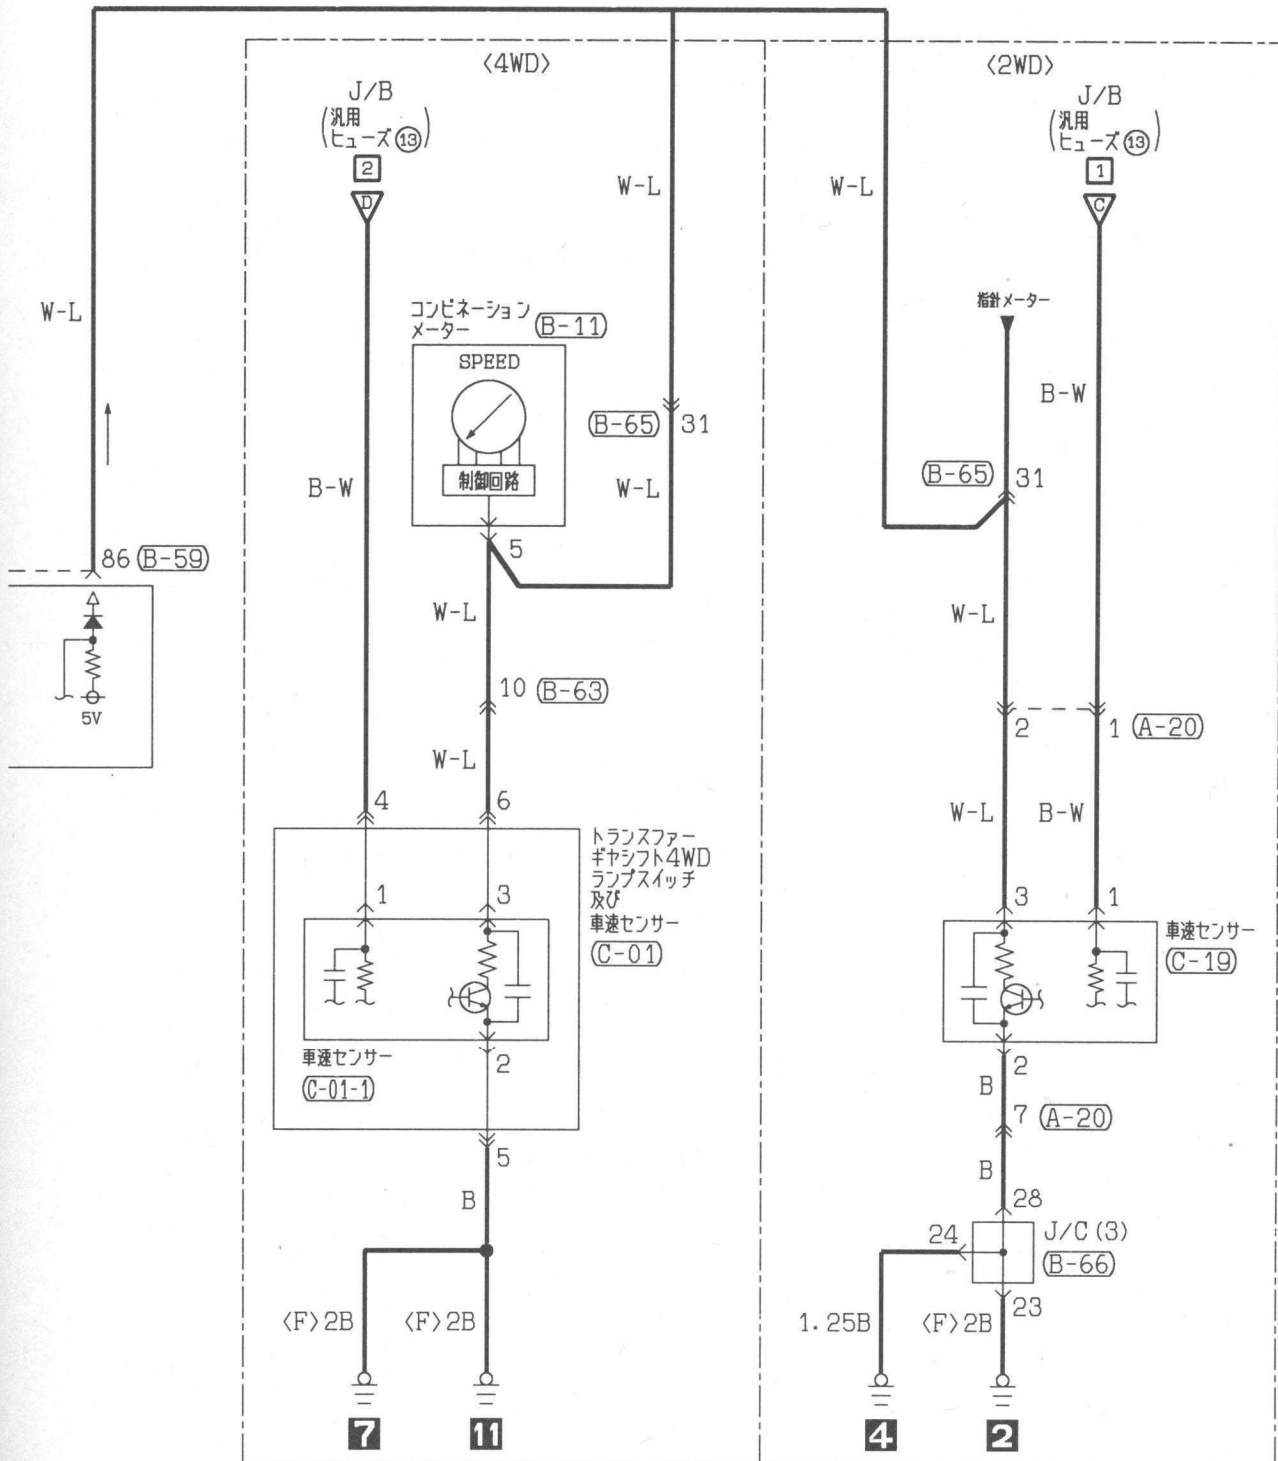 〈4WD〉
〈2WD〉
J/B
(汎用
ヒューズ⑬)
2
D
J/B
(汎用
ヒューズ⑬)
1
C
W-L
W-L
W-L
指針メーター
コンビネーション
メーター
B-11
SPEED
制御回路
B-W
B-65
31
W-L
B-W
B-65
31
5
86
B-59
5V
W-L
10
B-63
W-L
W-L
2
1
A-20
W-L
B-W
4
6
トランスファー
ギヤシフト4WD
ランプスイッチ
及び
車速センサー
C-01
1
3
車速センサー
C-01-1
2
5
B
3
1
車速センサー
C-19
2
B
7
A-20
B
28
24
J/C(3)
B-66
23
〈F〉2B
〈F〉2B
1.25B
〈F〉2B
7
11
4
2